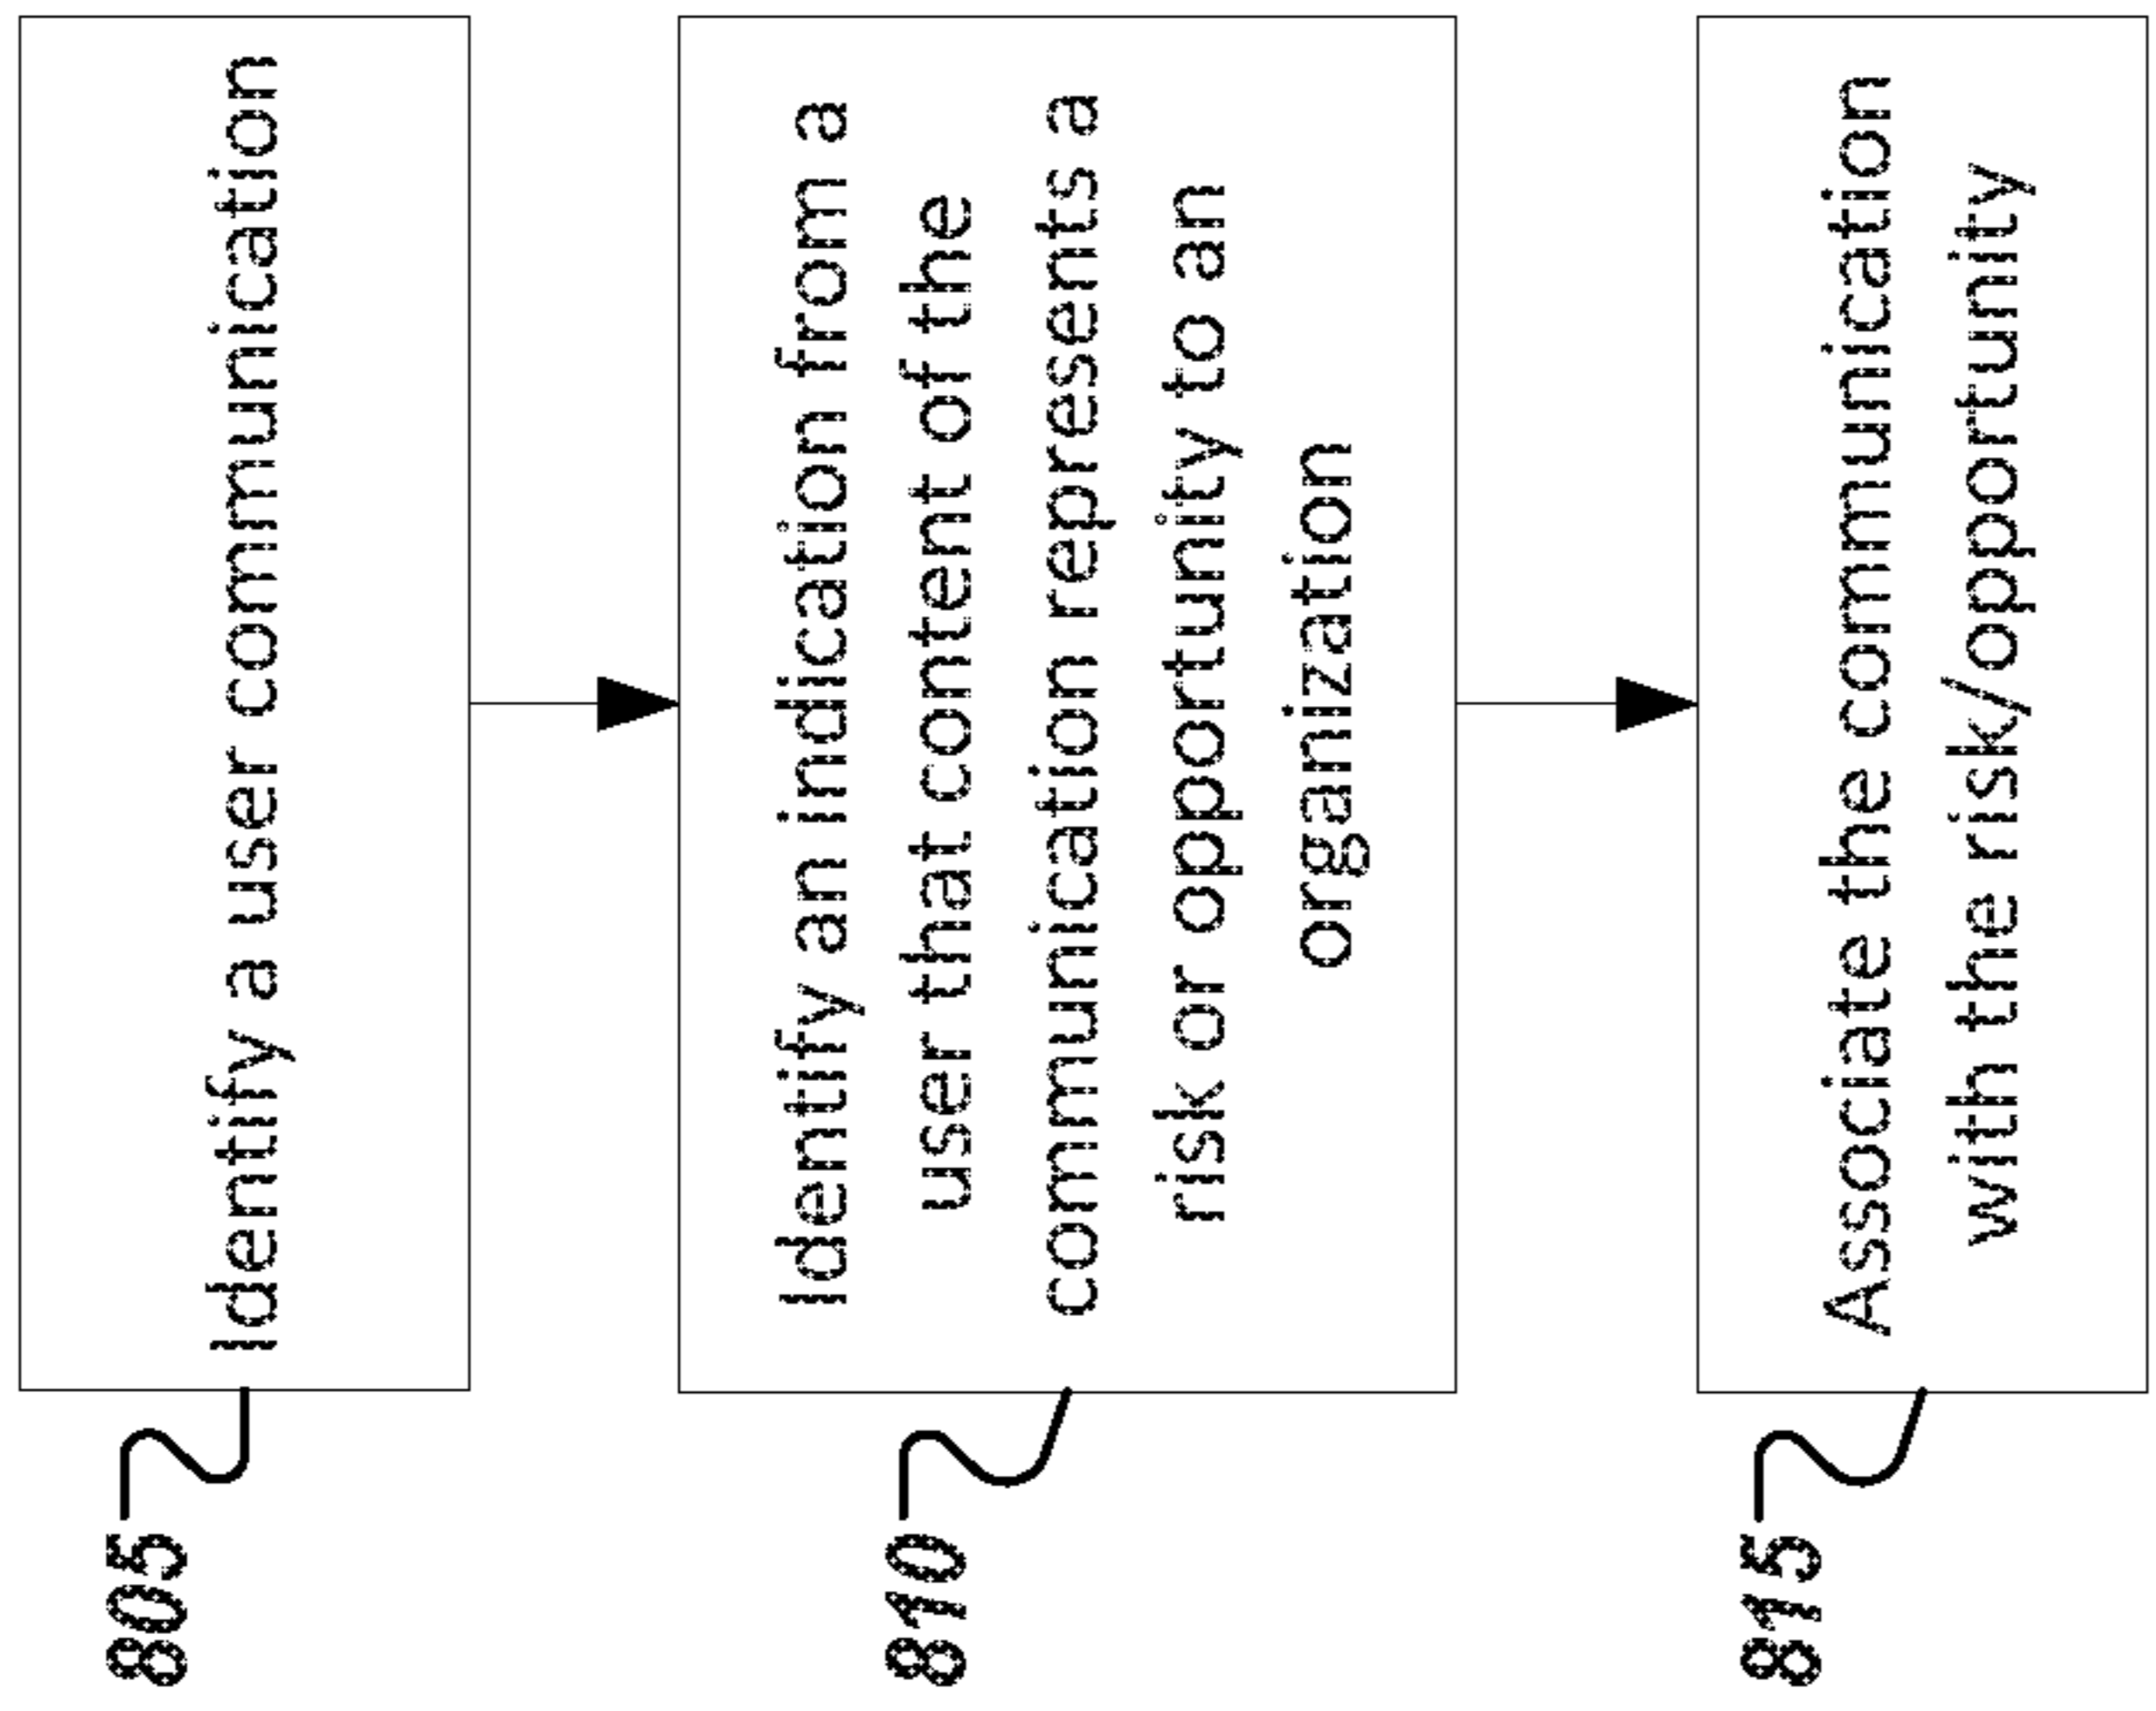 805
Identify a user communication
810
Identify an indication from a
user that content of the
communication represents a
risk or opportunity to an
organization
815
Associate the communication
with the risk/opportunity